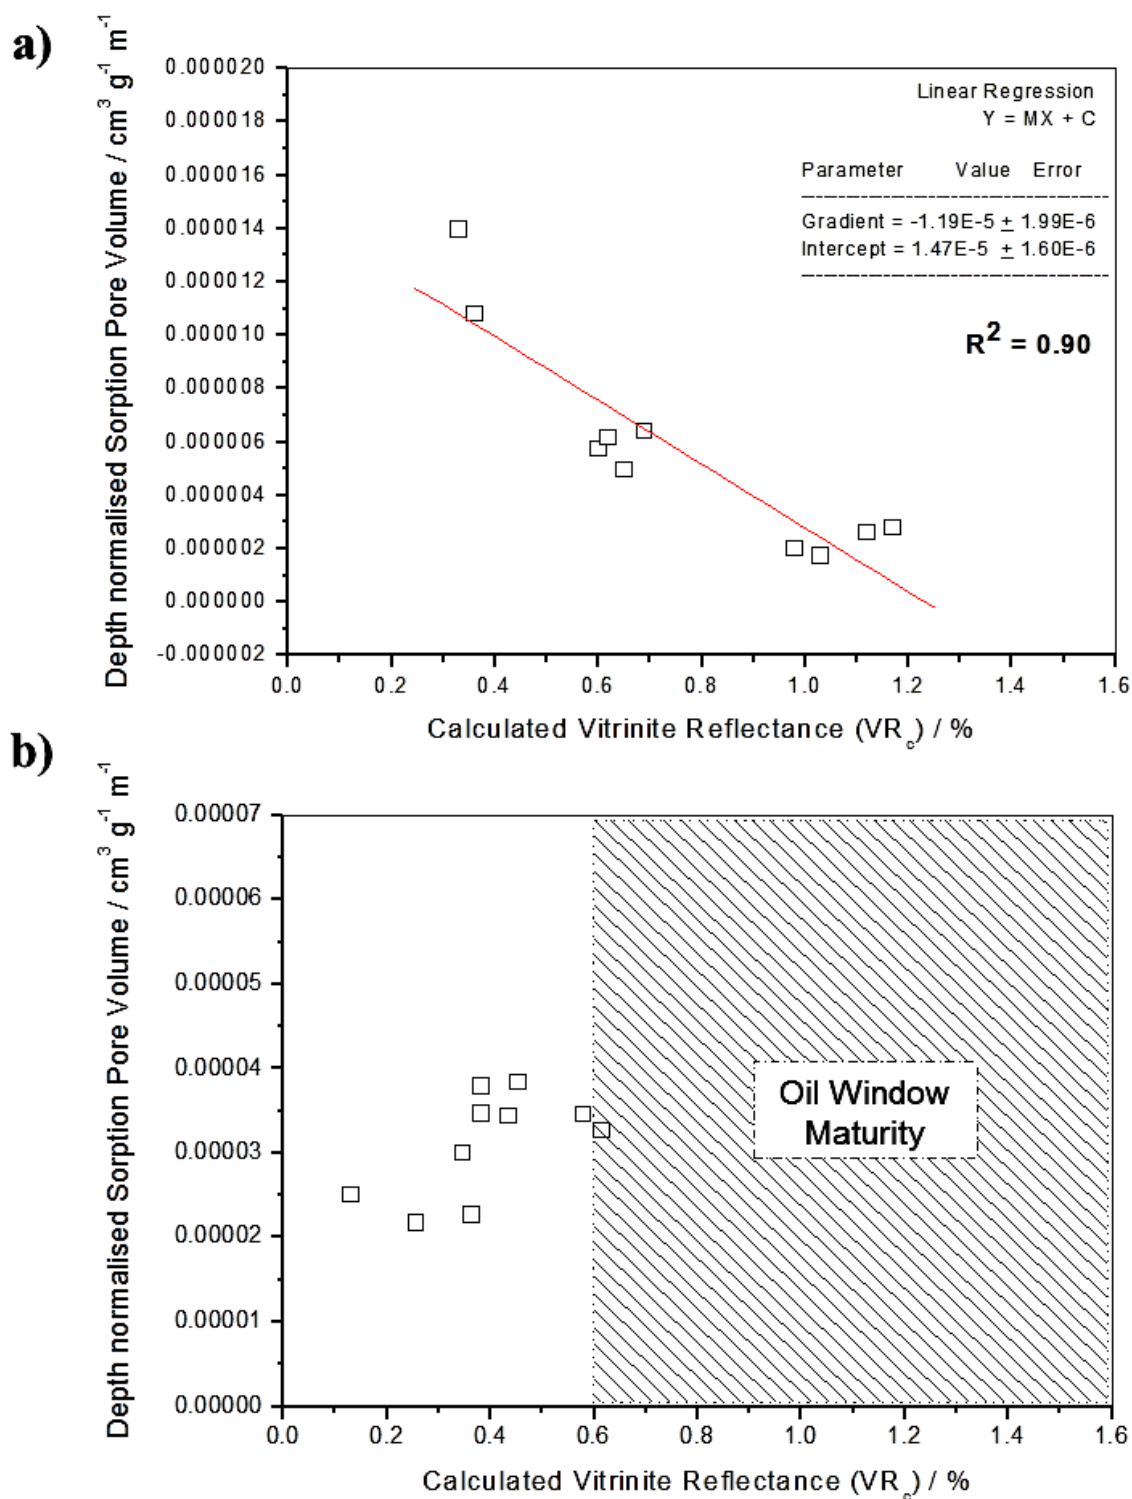 a)
Depth normalised Sorption Pore Volume / cm³ g⁻¹ m⁻¹
0.000020
0.000018
0.000016
0.000014
0.000012
0.000010
0.000008
0.000006
0.000004
0.000002
0.000000
-0.000002
Linear Regression
Y = MX + C
Parameter Value Error
Gradient = -1.19E-5 ± 1.99E-6
Intercept = 1.47E-5 ± 1.60E-6
R² = 0.90
0.0 0.2 0.4 0.6 0.8 1.0 1.2 1.4 1.6
Calculated Vitrinite Reflectance (VRc) / %
b)
Depth normalised Sorption Pore Volume / cm³ g⁻¹ m⁻¹
0.00007
0.00006
0.00005
0.00004
0.00003
0.00002
0.00001
0.00000
Oil Window
Maturity
0.0 0.2 0.4 0.6 0.8 1.0 1.2 1.4 1.6
Calculated Vitrinite Reflectance (VRc) / %